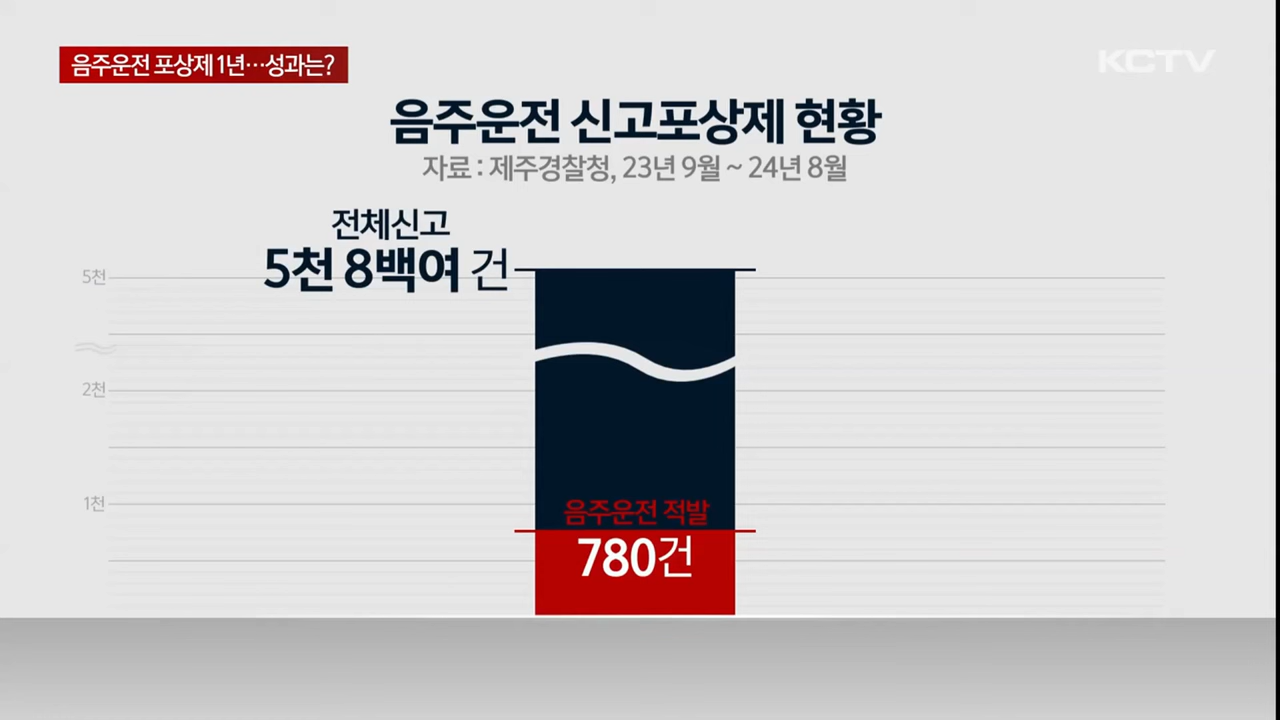 음주운전 포상제 1년…성과는?
KCTV
음주운전 신고포상제 현황
자료 : 제주경찰청, 23년 9월 ~ 24년 8월
전체신고
5천 8백여 건
5천
2천
1천
음주운전 적발
780건